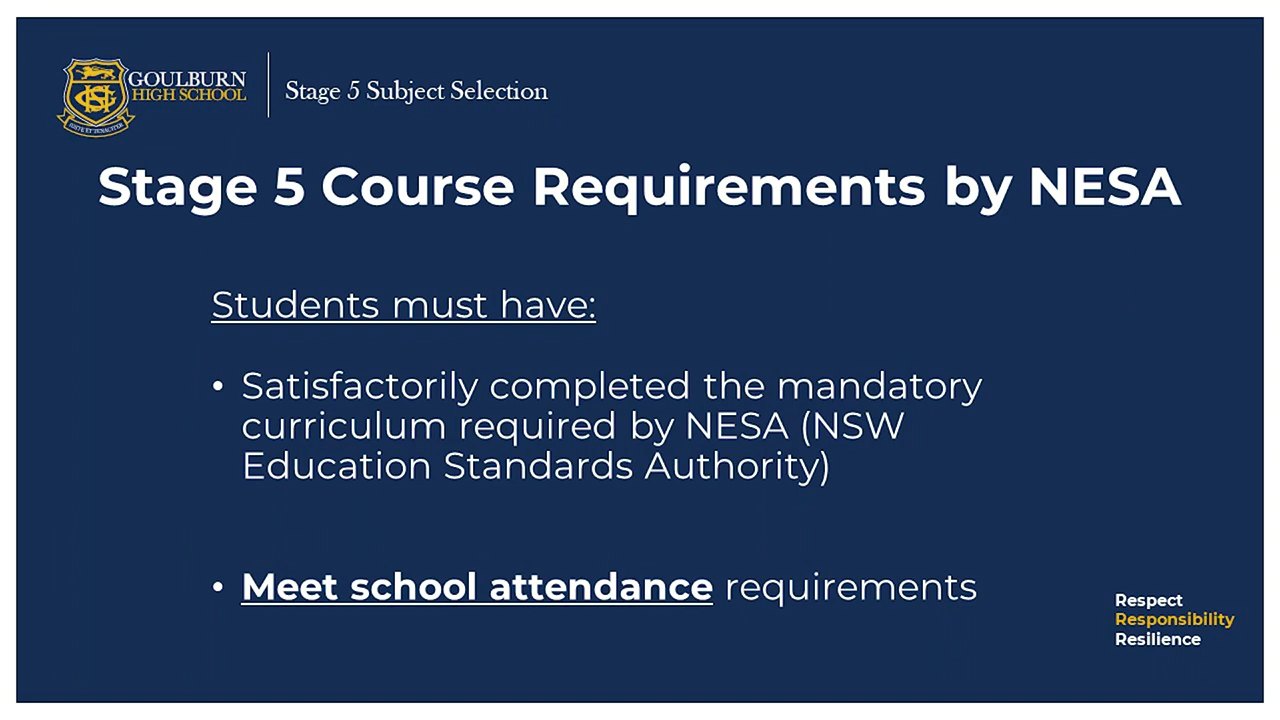 GOULBURN
HIGH SCHOOL
Stage 5 Subject Selection
Stage 5 Course Requirements by NESA
Students must have:
• Satisfactorily completed the mandatory
curriculum required by NESA (NSW
Education Standards Authority)
• Meet school attendance requirements
Respect
Responsibility
Resilience